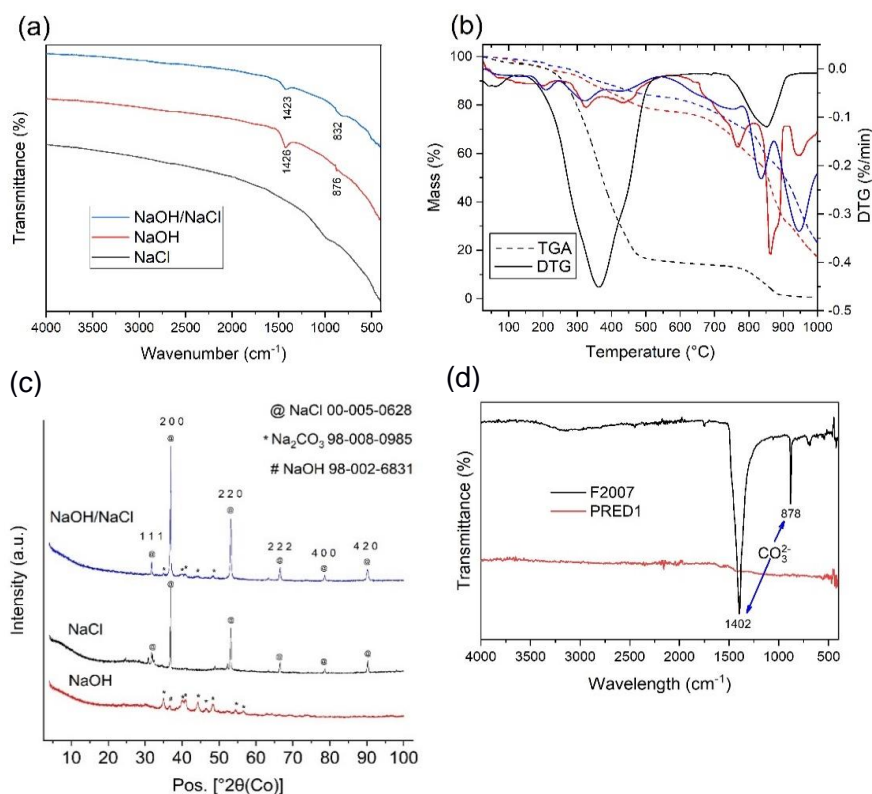 (a)
Transmittance (%)
1423
832
1426
876
NaOH/NaCl
NaOH
NaCl
4000 3500 3000 2500 2000 1500 1000 500
Wavenumber (cm⁻¹)
(b)
Mass (%)
100
90
80
70
60
50
40
30
20
10
0
0.0
-0.1
-0.2
-0.3
-0.4
-0.5
DTG (%/min)
TGA
DTG
100 200 300 400 500 600 700 800 900 1000
Temperature (°C)
(c)
Intensity (a.u.)
@ NaCl 00-005-0628
* Na₂CO₃ 98-008-0985
# NaOH 98-002-6831
2 0 0
@
NaOH/NaCl
1 1 1
@
* * * * *
2 2 0
@
2 2 2
@
4 0 0
@
4 2 0
@
NaCl
@ @ @ @ @ @
NaOH
* # * * * * * * *
10 20 30 40 50 60 70 80 90 100
Pos. [°2θ(Co)]
(d)
Transmittance (%)
F2007
PRED1
878
CO₃²⁻
1402
4000 3500 3000 2500 2000 1500 1000 500
Wavelength (cm⁻¹)